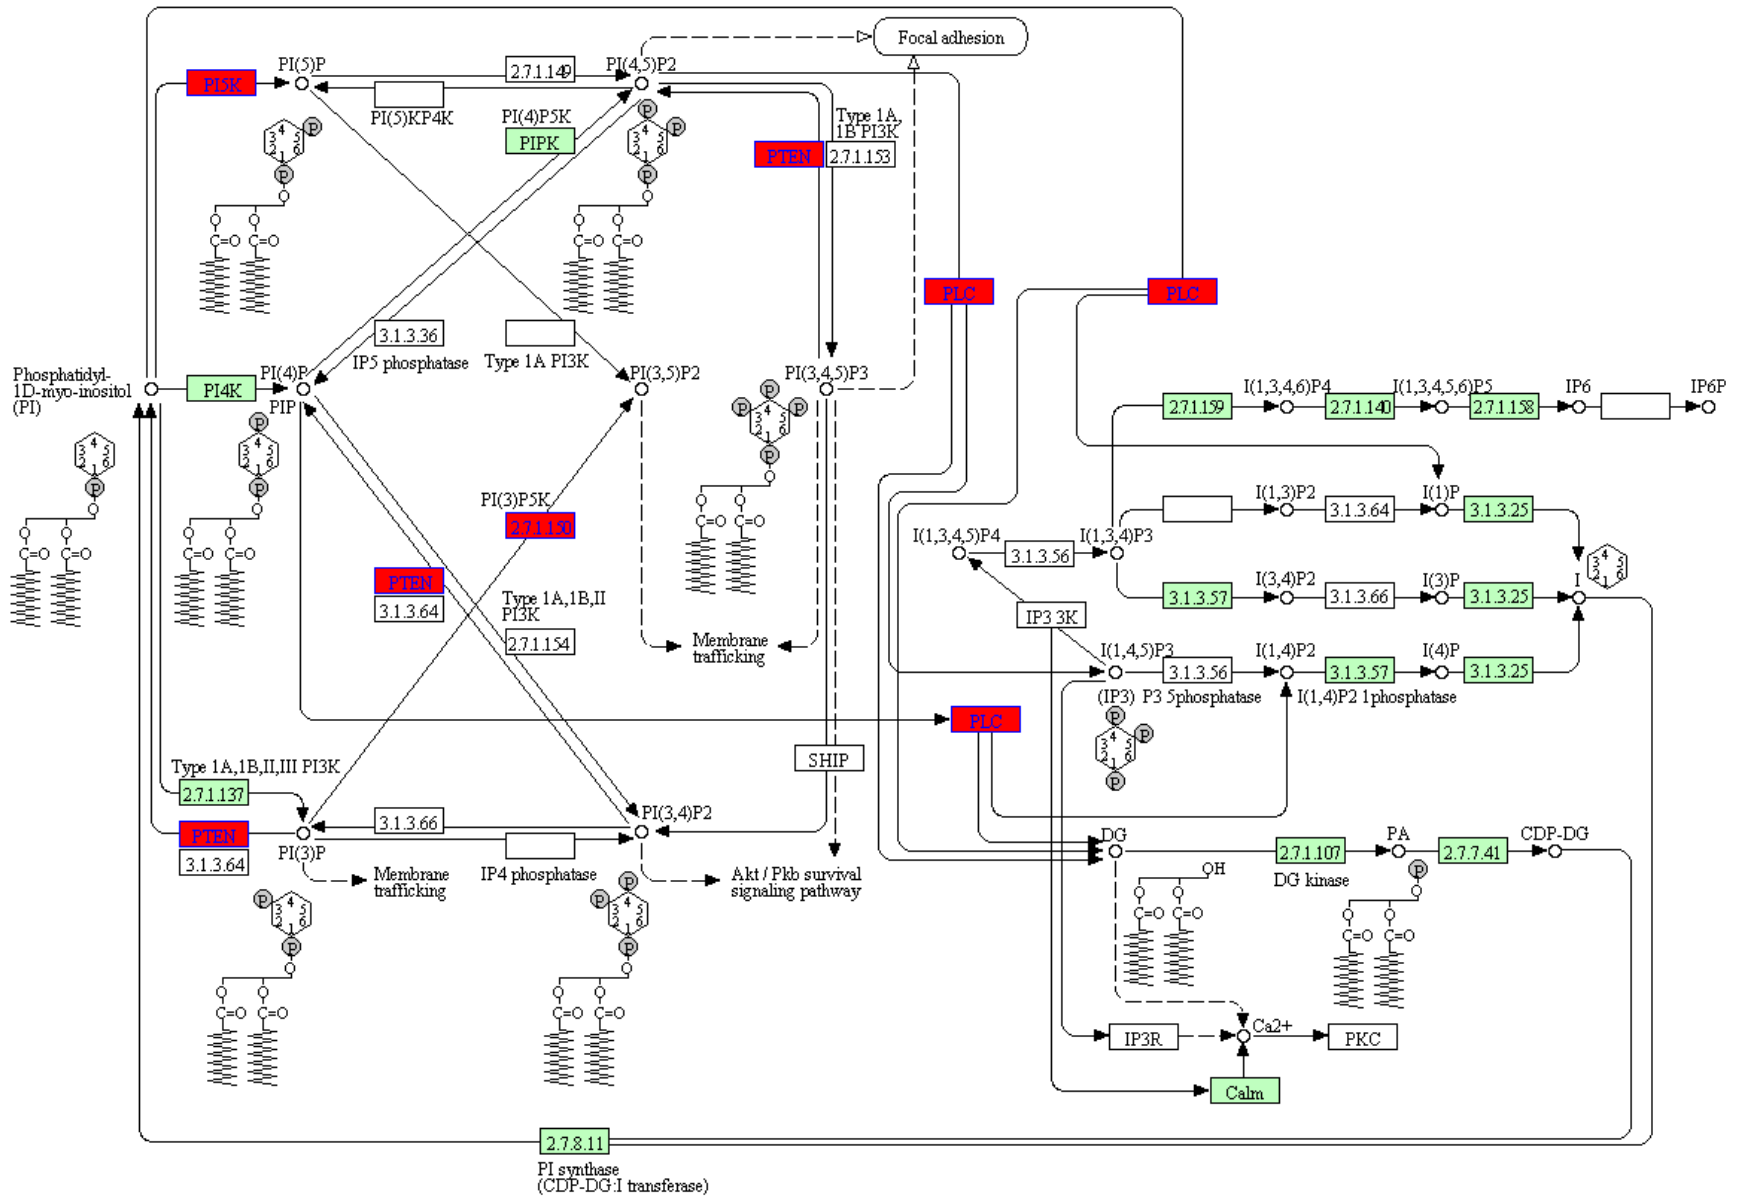 Focal adhesion
PI(5)P
2.7.1.149
PI(4,5)P2
PI5K
PI(5)KP4K
PI(4)P5K
PIPK
Type 1A,
1B PI3K
PTEN
2.7.1.153
PLC
PLC
3.1.3.36
IP5 phosphatase
Type 1A PI3K
Phosphatidyl-
1D-myo-inositol
(PI)
PI4K
PI(4)P
PIP
PI(3,5)P2
PI(3,4,5)P3
2.7.1.159
I(1,3,4,6)P4
2.7.1.140
I(1,3,4,5,6)P5
2.7.1.158
IP6
IP6P
PI(3)P5K
2.7.1.150
I(1,3)P2
3.1.3.64
I(1)P
3.1.3.25
I(1,3,4,5)P4
3.1.3.56
I(1,3,4)P3
PTEN
3.1.3.64
Type 1A,1B,II
PI3K
2.7.1.154
Membrane
trafficking
3.1.3.57
I(3,4)P2
3.1.3.66
I(3)P
3.1.3.25
I
IP3 3K
I(1,4,5)P3
(IP3)
3.1.3.56
P3 5phosphatase
I(1,4)P2
3.1.3.57
I(1,4)P2 1phosphatase
I(4)P
3.1.3.25
PLC
SHIP
Type 1A,1B,II,III PI3K
2.7.1.137
PTEN
3.1.3.64
PI(3)P
3.1.3.66
IP4 phosphatase
PI(3,4)P2
Membrane
trafficking
Akt / Pkb survival
signaling pathway
DG
2.7.1.107
DG kinase
PA
2.7.7.41
CDP-DG
OH
IP3R
Ca2+
PKC
Calm
2.7.8.11
PI synthase
(CDP-DG:I transferase)